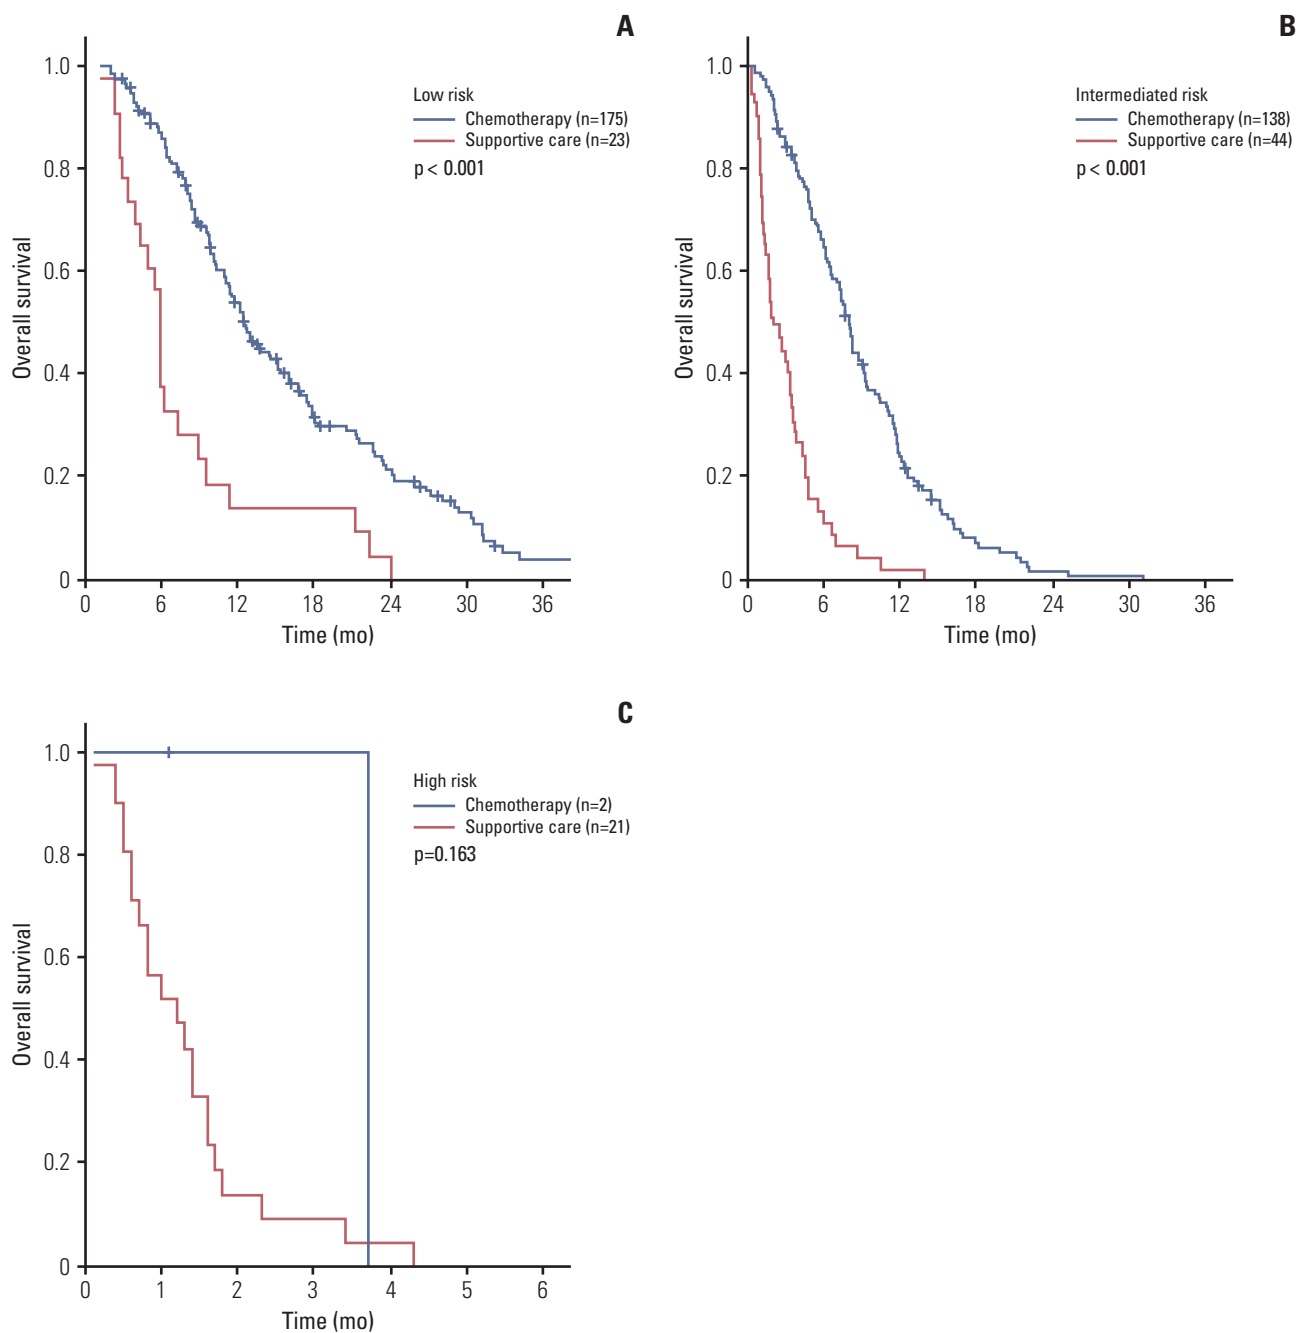 A
1.0
0.8
0.6
0.4
0.2
0
Overall survival
Low risk
Chemotherapy (n=175)
Supportive care (n=23)
p < 0.001
0 6 12 18 24 30 36
Time (mo)
B
1.0
0.8
0.6
0.4
0.2
0
Overall survival
Intermediated risk
Chemotherapy (n=138)
Supportive care (n=44)
p < 0.001
0 6 12 18 24 30 36
Time (mo)
C
1.0
0.8
0.6
0.4
0.2
0
Overall survival
High risk
Chemotherapy (n=2)
Supportive care (n=21)
p=0.163
0 1 2 3 4 5 6
Time (mo)